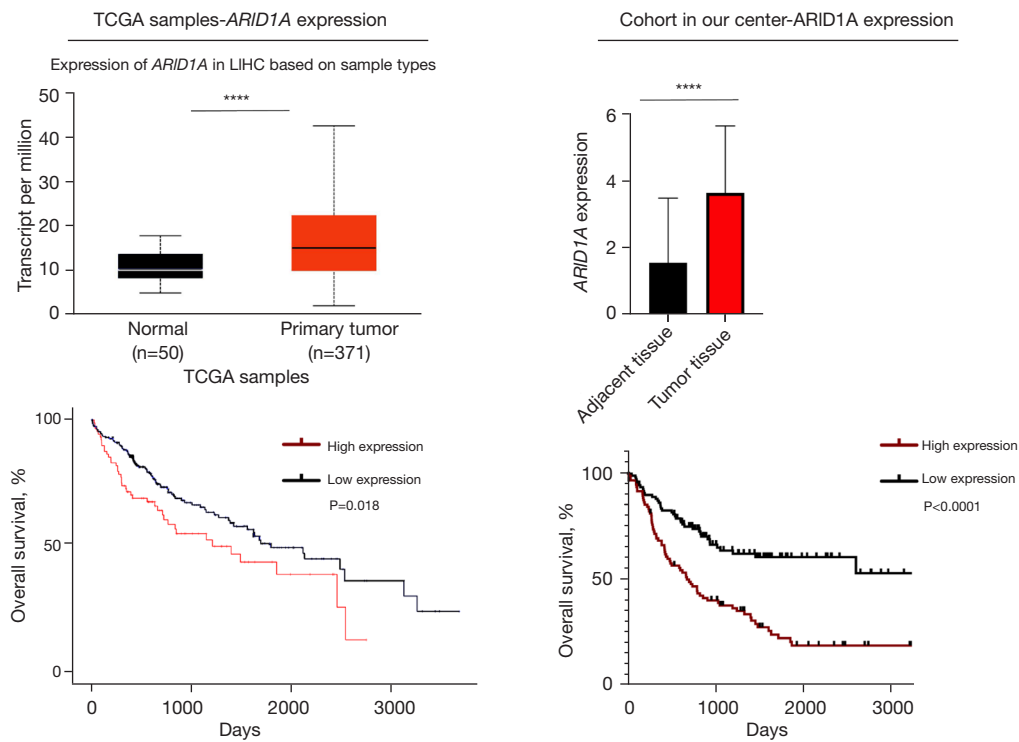 TCGA samples-ARID1A expression
Expression of ARID1A in LIHC based on sample types
Transcript per million
50
40
30
20
10
0
****
Normal
(n=50)
Primary tumor
(n=371)
TCGA samples
Cohort in our center-ARID1A expression
ARID1A expression
6
4
2
0
****
Adjacent tissue
Tumor tissue
Overall survival, %
100
50
0
High expression
Low expression
P=0.018
0 1000 2000 3000
Days
Overall survival, %
100
50
0
High expression
Low expression
P<0.0001
0 1000 2000 3000
Days